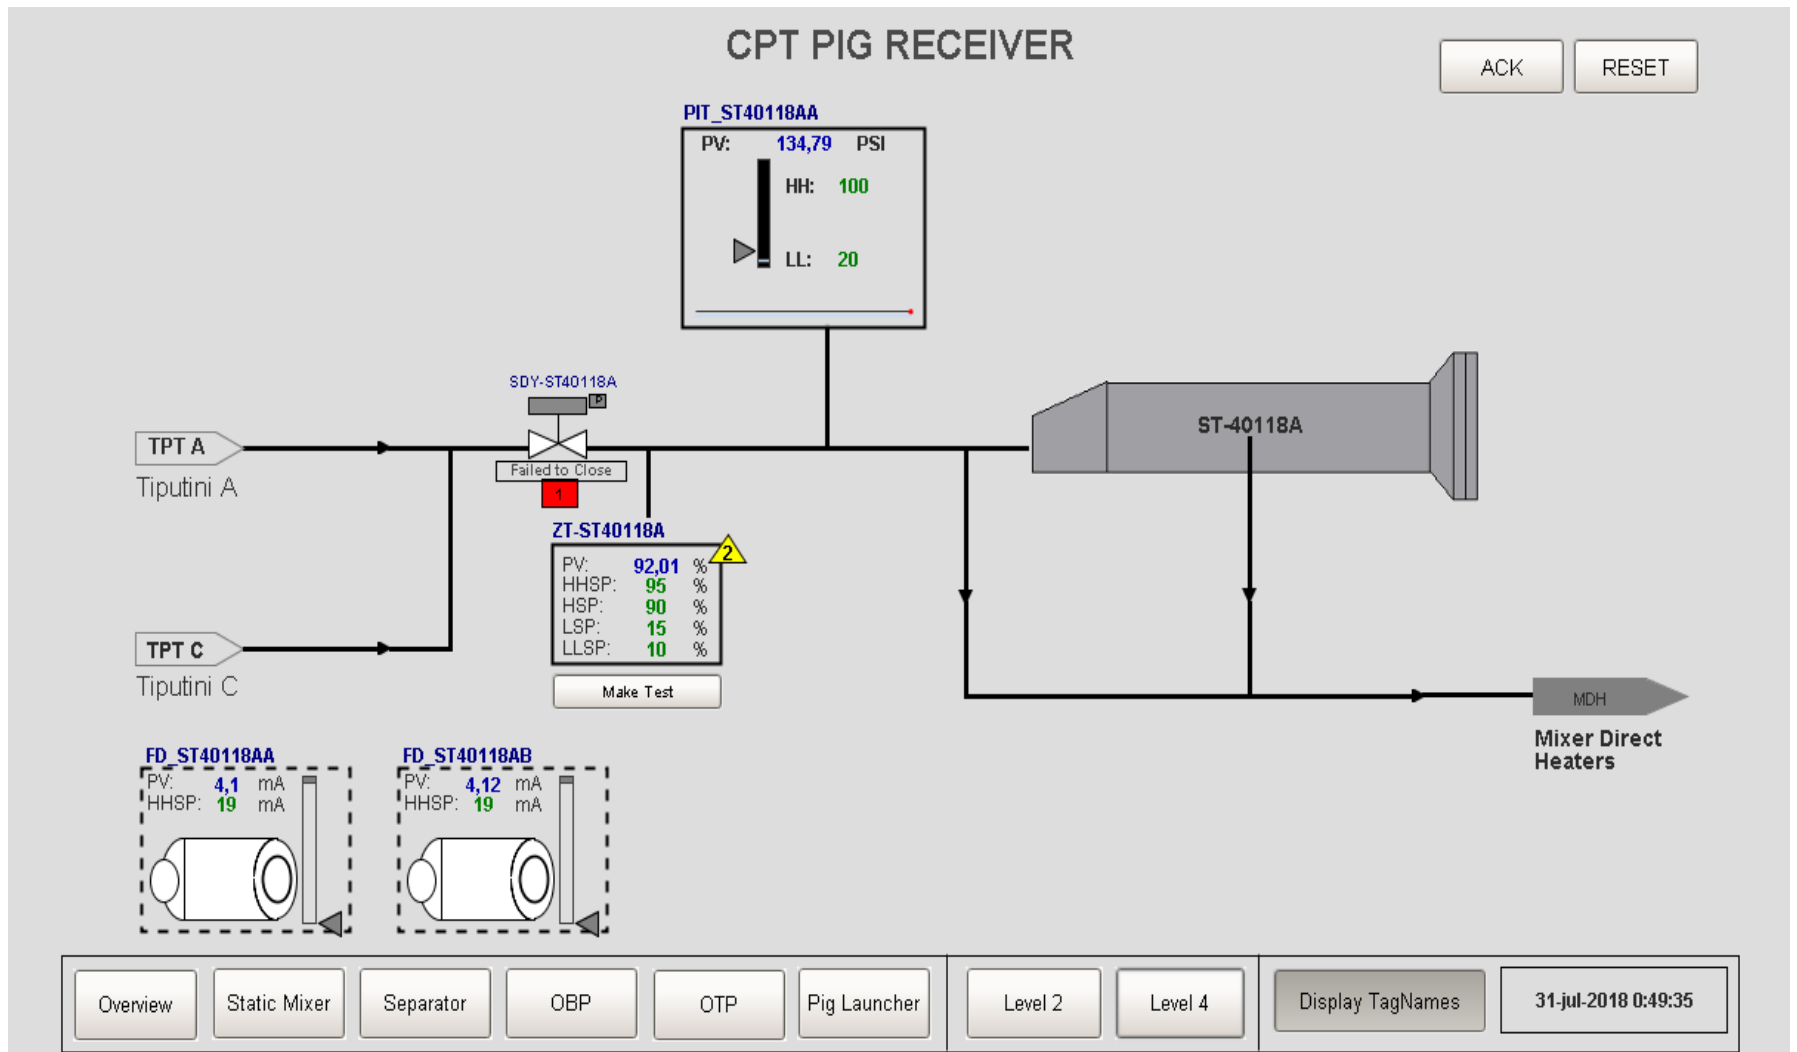 CPT PIG RECEIVER
ACK RESET
PIT_ST40118AA
PV: 134,79 PSI
HH: 100
LL: 20
SDY-ST40118A
P
Failed to Close
1
TPT A
Tiputini A
ST-40118A
ZT-ST40118A
2
PV: 92,01 %
HHSP: 95 %
HSP: 90 %
LSP: 15 %
LLSP: 10 %
Make Test
TPT C
Tiputini C
MDH
Mixer Direct
Heaters
FD_ST40118AA
PV: 4,1 mA
HHSP: 19 mA
FD_ST40118AB
PV: 4,12 mA
HHSP: 19 mA
Overview Static Mixer Separator OBP OTP Pig Launcher Level 2 Level 4 Display TagNames 31-jul-2018 0:49:35